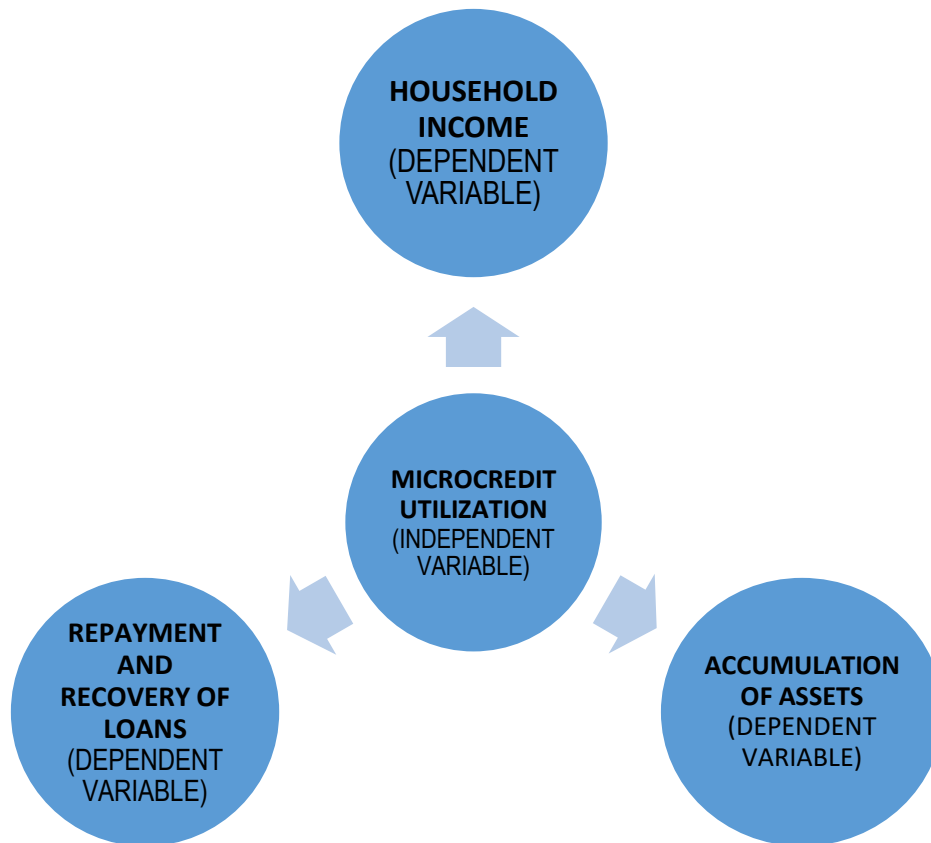 HOUSEHOLD
INCOME
(DEPENDENT
VARIABLE)
MICROCREDIT
UTILIZATION
(INDEPENDENT
VARIABLE)
REPAYMENT
AND
RECOVERY OF
LOANS
(DEPENDENT
VARIABLE)
ACCUMULATION
OF ASSETS
(DEPENDENT
VARIABLE)